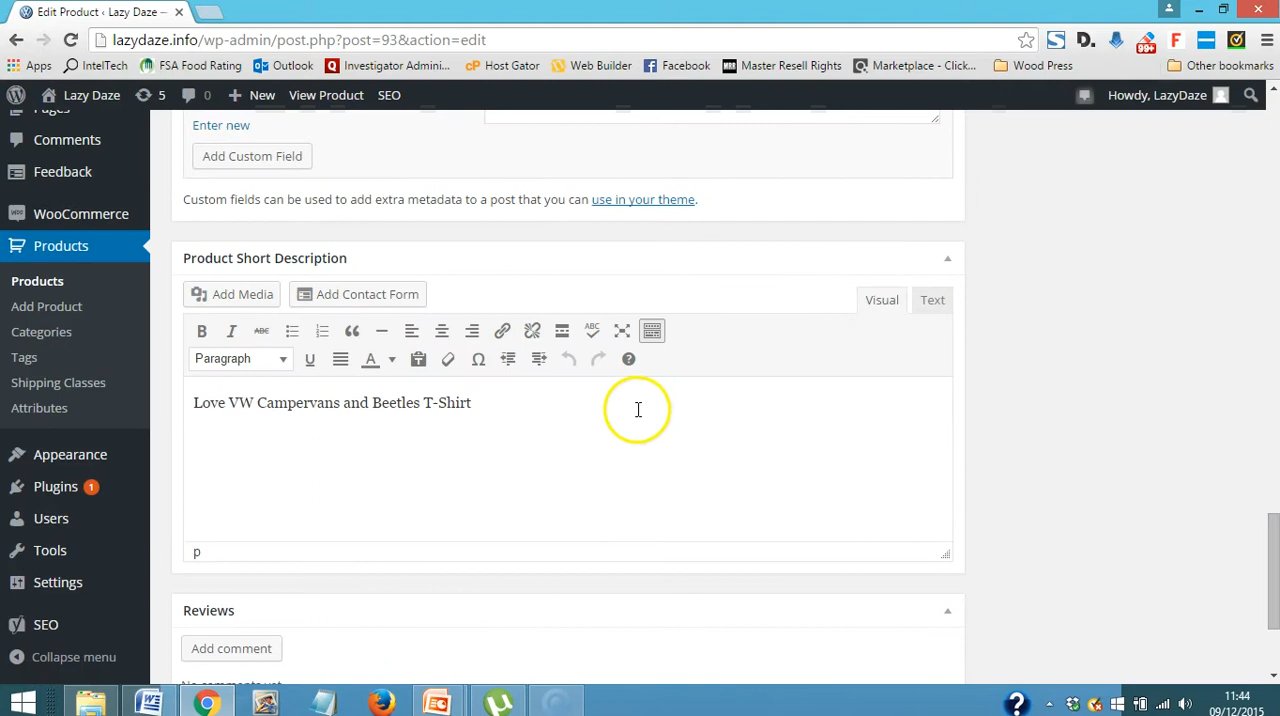 Edit Product ‹ Lazy Daze —
lazydaze.info/wp-admin/post.php?post=93&action=edit
Apps IntelTech FSA Food Rating Outlook Investigator Admini... Host Gator Web Builder Facebook Master Resell Rights Marketplace - Click... Wood Press Other bookmarks
99+
Lazy Daze 5 0 New View Product SEO Howdy, LazyDaze
Pages
Comments
Feedback
WooCommerce
Products
Products
Add Product
Categories
Tags
Shipping Classes
Attributes
Appearance
Plugins 1
Users
Tools
Settings
SEO
Collapse menu
Enter new
Add Custom Field
Custom fields can be used to add extra metadata to a post that you can use in your theme.
Product Short Description
Add Media Add Contact Form Visual Text
B I ABC ABC
Paragraph U A Ω
Love VW Campervans and Beetles T-Shirt
p
Reviews
Add comment
No comments yet
11:44
09/12/2015